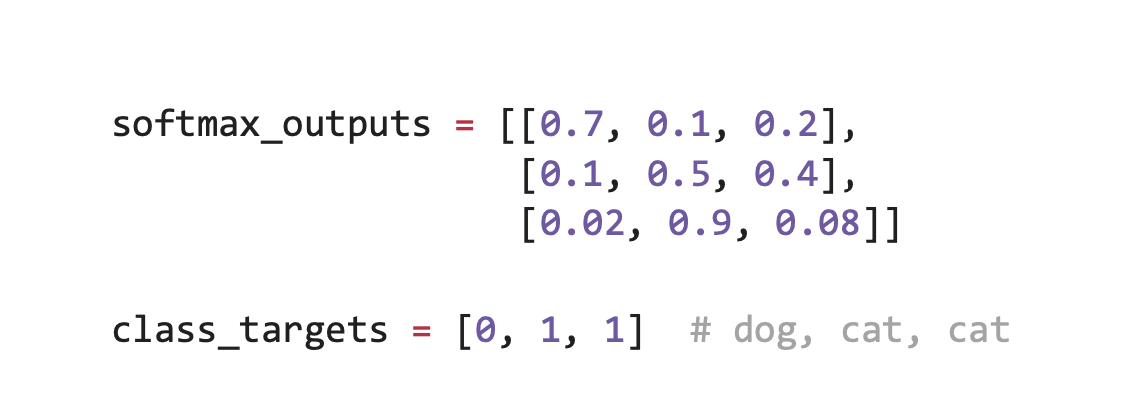 softmax_outputs = [[0.7, 0.1, 0.2],
                   [0.1, 0.5, 0.4],
                   [0.02, 0.9, 0.08]]
class_targets = [0, 1, 1]  # dog, cat, cat